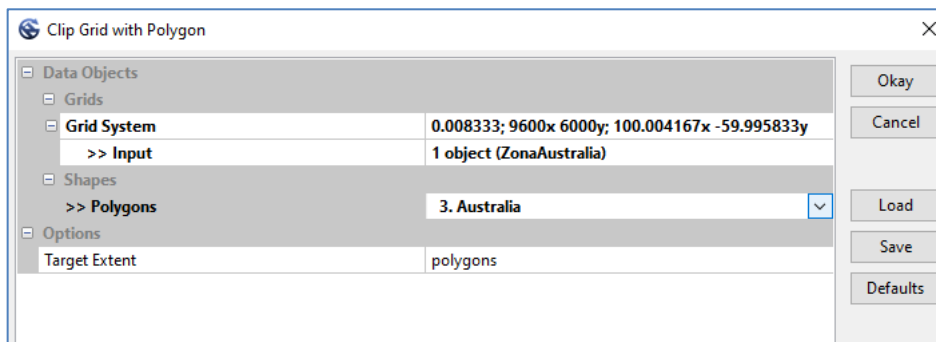 Clip Grid with Polygon
Data Objects
Okay
Grids
Grid System 0.008333; 9600x 6000y; 100.004167x -59.995833y
Cancel
>> Input 1 object (ZonaAustralia)
Shapes
>> Polygons 3. Australia
Load
Options
Save
Target Extent polygons
Defaults